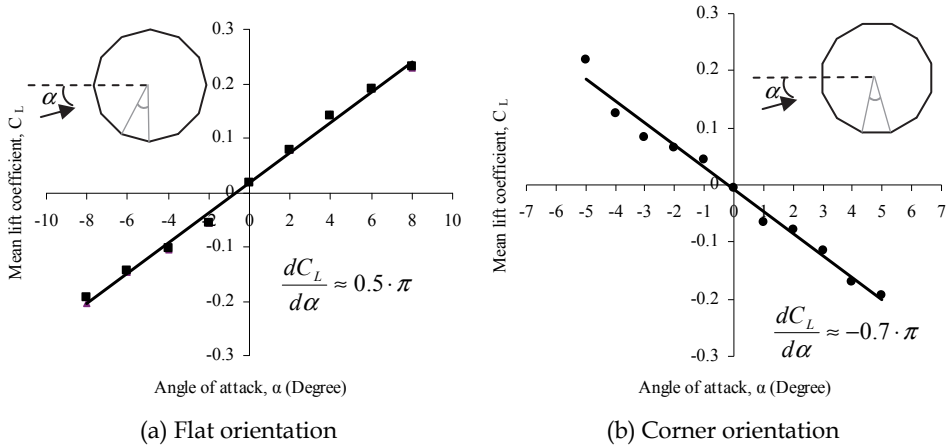 0.3
0.2
0.1
0
-0.1
-0.2
-0.3
-10 -8 -6 -4 -2 0 2 4 6 8 10
Mean lift coefficient, C_L
Angle of attack, α (Degree)
α
dC_L/dα ≈ 0.5 · π
(a) Flat orientation
0.3
0.2
0.1
0
-0.1
-0.2
-0.3
-7 -6 -5 -4 -3 -2 -1 0 1 2 3 4 5 6 7
Mean lift coefficient, C_L
Angle of attack, α (Degree)
α
dC_L/dα ≈ −0.7 · π
(b) Corner orientation